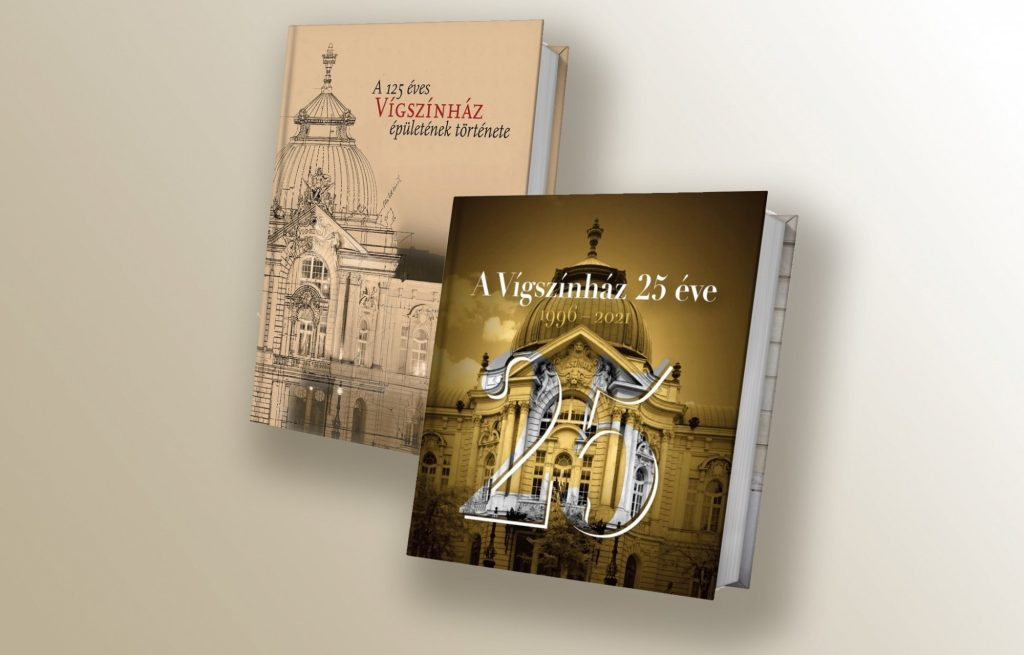 A 125 éves
VÍGSZÍNHÁZ
épületének története
A Vígszínház 25 éve
1996–2021
25